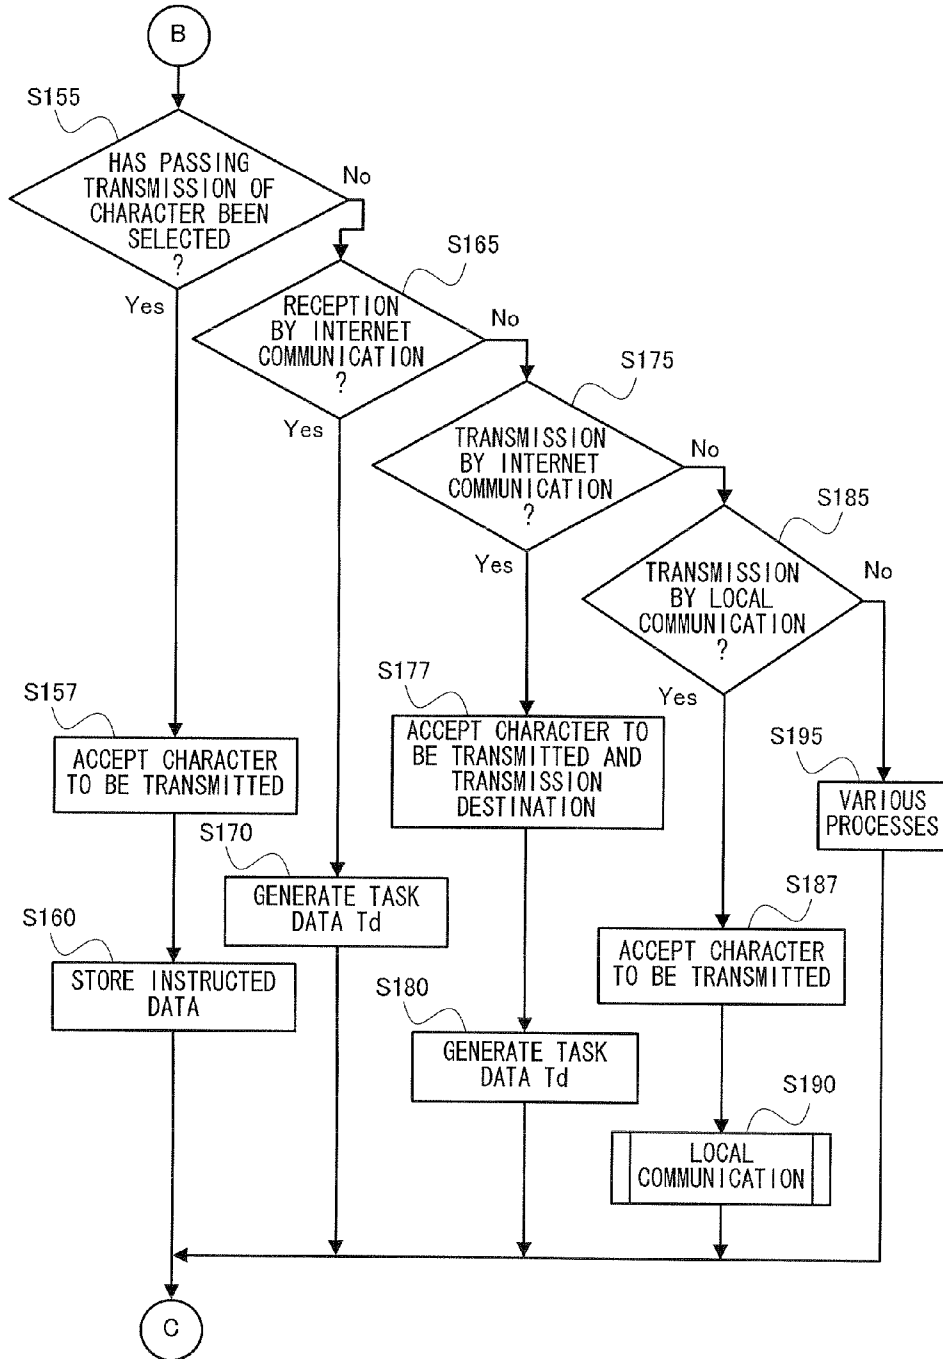 B
S155
HAS PASSING
TRANSMISSION OF
CHARACTER BEEN
SELECTED
?
No
Yes
S165
RECEPTION
BY INTERNET
COMMUNICATION
?
No
Yes
S175
TRANSMISSION
BY INTERNET
COMMUNICATION
?
No
Yes
S185
TRANSMISSION
BY LOCAL
COMMUNICATION
?
No
Yes
S157
ACCEPT CHARACTER
TO BE TRANSMITTED
S160
STORE INSTRUCTED
DATA
S170
GENERATE TASK
DATA Td
S177
ACCEPT CHARACTER TO
BE TRANSMITTED AND
TRANSMISSION
DESTINATION
S180
GENERATE TASK
DATA Td
S187
ACCEPT CHARACTER
TO BE TRANSMITTED
S190
LOCAL
COMMUNICATION
S195
VARIOUS
PROCESSES
C